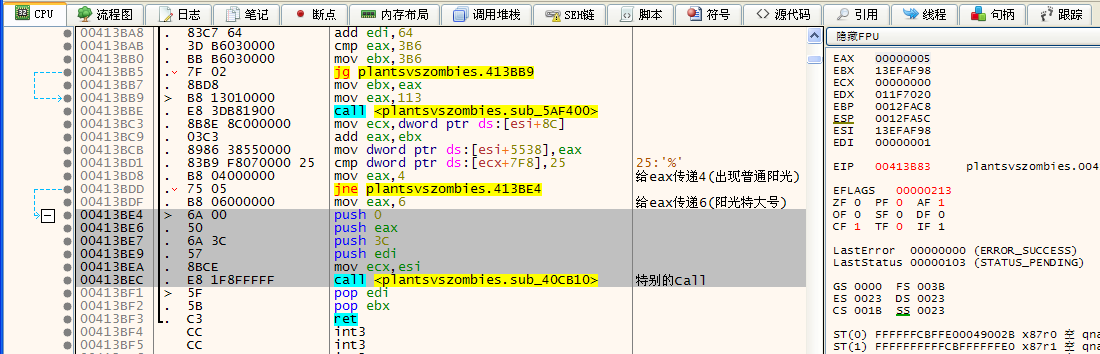 CPU 流程图 日志 笔记 断点 内存布局 调用堆栈 SEH链 脚本 符号 源代码 引用 线程 句柄 跟踪
00413BA8 . 83C7 64 add edi,64
00413BAB . 3D B6030000 cmp eax,3B6
00413BB0 . BB B6030000 mov ebx,3B6
00413BB5 . 7F 02 jg plantsvszombies.413BB9
00413BB7 . 8BD8 mov ebx,eax
00413BB9 > B8 13010000 mov eax,113
00413BBE . E8 3DB81900 call <plantsvszombies.sub_5AF400>
00413BC3 . 8B8E 8C000000 mov ecx,dword ptr ds:[esi+8C]
00413BC9 . 03C3 add eax,ebx
00413BCB . 8986 38550000 mov dword ptr ds:[esi+5538],eax
00413BD1 . 83B9 F8070000 25 cmp dword ptr ds:[ecx+7F8],25 25:'%'
00413BD8 . B8 04000000 mov eax,4 给eax传递4(出现普通阳光)
00413BDD . 75 05 jne plantsvszombies.413BE4
00413BDF . B8 06000000 mov eax,6 给eax传递6(阳光特大号)
00413BE4 > 6A 00 push 0
00413BE6 . 50 push eax
00413BE7 . 6A 3C push 3C
00413BE9 . 57 push edi
00413BEA . 8BCE mov ecx,esi
00413BEC . E8 1F8FFFFF call <plantsvszombies.sub_40CB10> 特别的Call
00413BF1 > 5F pop edi
00413BF2 . 5B pop ebx
00413BF3 . C3 ret
00413BF4 CC int3
00413BF5 CC int3
隐藏FPU
EAX 00000005
EBX 13EFAF98
ECX 00000000
EDX 011F7020
EBP 0012FAC8
ESP 0012FA5C
ESI 13EFAF98
EDI 00000001
EIP 00413B83 plantsvszombies.004
EFLAGS 00000213
ZF 0 PF 0 AF 1
OF 0 SF 0 DF 0
CF 1 TF 0 IF 1
LastError 00000000 (ERROR_SUCCESS)
LastStatus 00000103 (STATUS_PENDING)
GS 0000 FS 003B
ES 0023 DS 0023
CS 001B SS 0023
ST(0) FFFFFFCBFFE00049002B x87r0 空
ST(1) FFFFFFFFFFCBFFFFFFE0 x87r1 空